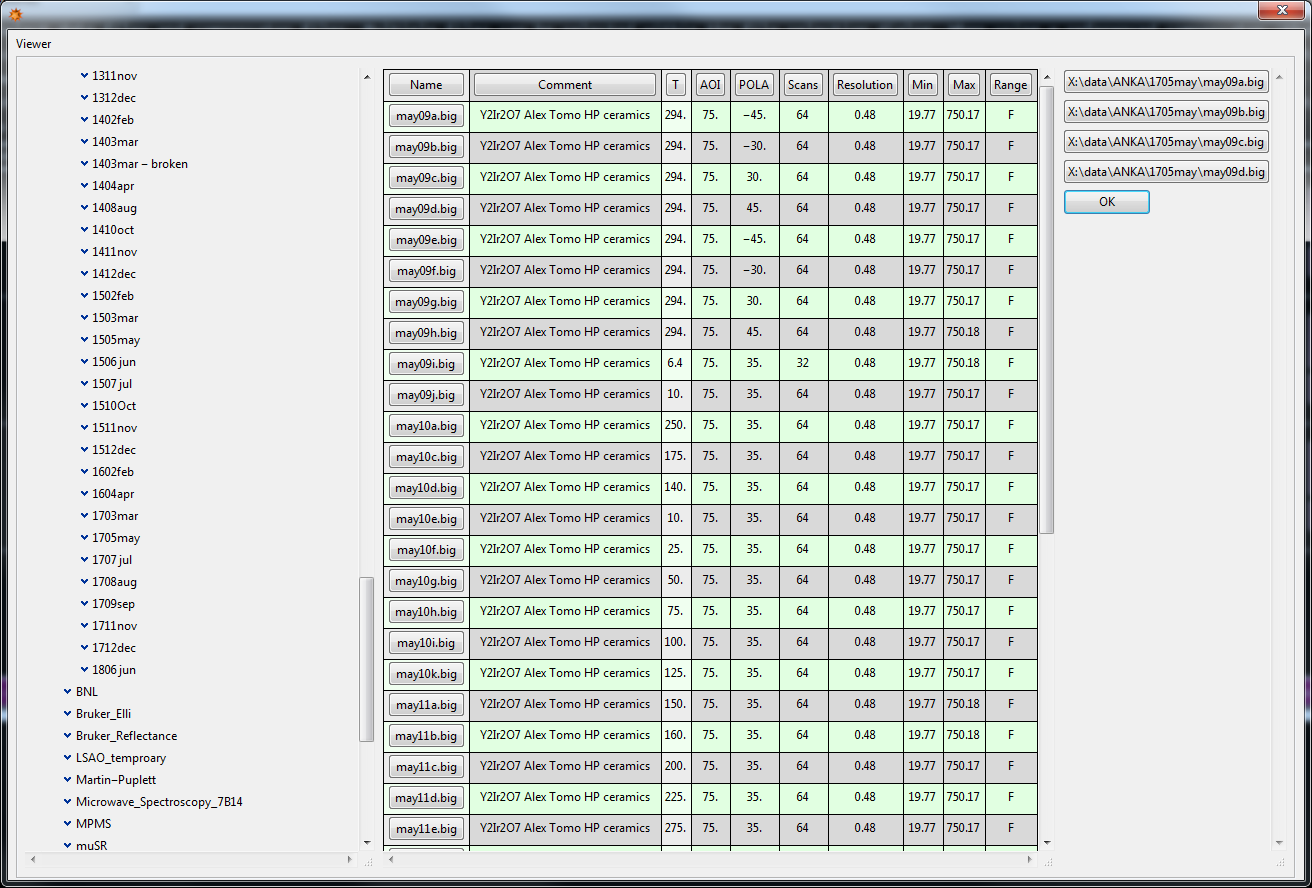 Viewer
1311nov
1312dec
1402feb
1403mar
1403mar – broken
1404apr
1408aug
1410oct
1411nov
1412dec
1502feb
1503mar
1505may
1506jun
1507jul
1510Oct
1511nov
1512dec
1602feb
1604apr
1703mar
1705may
1707jul
1708aug
1709sep
1711nov
1712dec
1806jun
BNL
Bruker_Elli
Bruker_Reflectance
LSAO_temproary
Martin–Puplett
Microwave_Spectroscopy_7B14
MPMS
muSR
Name Comment T AOI POLA Scans Resolution Min Max Range
may09a.big Y2Ir2O7 Alex Tomo HP ceramics 294. 75. –45. 64 0.48 19.77 750.17 F
may09b.big Y2Ir2O7 Alex Tomo HP ceramics 294. 75. –30. 64 0.48 19.77 750.17 F
may09c.big Y2Ir2O7 Alex Tomo HP ceramics 294. 75. 30. 64 0.48 19.77 750.17 F
may09d.big Y2Ir2O7 Alex Tomo HP ceramics 294. 75. 45. 64 0.48 19.77 750.17 F
may09e.big Y2Ir2O7 Alex Tomo HP ceramics 294. 75. –45. 64 0.48 19.77 750.17 F
may09f.big Y2Ir2O7 Alex Tomo HP ceramics 294. 75. –30. 64 0.48 19.77 750.17 F
may09g.big Y2Ir2O7 Alex Tomo HP ceramics 294. 75. 30. 64 0.48 19.77 750.17 F
may09h.big Y2Ir2O7 Alex Tomo HP ceramics 294. 75. 45. 64 0.48 19.77 750.18 F
may09i.big Y2Ir2O7 Alex Tomo HP ceramics 6.4 75. 35. 32 0.48 19.77 750.18 F
may09j.big Y2Ir2O7 Alex Tomo HP ceramics 10. 75. 35. 64 0.48 19.77 750.17 F
may10a.big Y2Ir2O7 Alex Tomo HP ceramics 250. 75. 35. 64 0.48 19.77 750.17 F
may10c.big Y2Ir2O7 Alex Tomo HP ceramics 175. 75. 35. 64 0.48 19.77 750.17 F
may10d.big Y2Ir2O7 Alex Tomo HP ceramics 140. 75. 35. 64 0.48 19.77 750.17 F
may10e.big Y2Ir2O7 Alex Tomo HP ceramics 10. 75. 35. 64 0.48 19.77 750.17 F
may10f.big Y2Ir2O7 Alex Tomo HP ceramics 25. 75. 35. 64 0.48 19.77 750.17 F
may10g.big Y2Ir2O7 Alex Tomo HP ceramics 50. 75. 35. 64 0.48 19.77 750.17 F
may10h.big Y2Ir2O7 Alex Tomo HP ceramics 75. 75. 35. 64 0.48 19.77 750.17 F
may10i.big Y2Ir2O7 Alex Tomo HP ceramics 100. 75. 35. 64 0.48 19.77 750.17 F
may10k.big Y2Ir2O7 Alex Tomo HP ceramics 125. 75. 35. 64 0.48 19.77 750.17 F
may11a.big Y2Ir2O7 Alex Tomo HP ceramics 150. 75. 35. 64 0.48 19.77 750.18 F
may11b.big Y2Ir2O7 Alex Tomo HP ceramics 160. 75. 35. 64 0.48 19.77 750.18 F
may11c.big Y2Ir2O7 Alex Tomo HP ceramics 200. 75. 35. 64 0.48 19.77 750.17 F
may11d.big Y2Ir2O7 Alex Tomo HP ceramics 225. 75. 35. 64 0.48 19.77 750.17 F
may11e.big Y2Ir2O7 Alex Tomo HP ceramics 275. 75. 35. 64 0.48 19.77 750.17 F
X:\data\ANKA\1705may\may09a.big
X:\data\ANKA\1705may\may09b.big
X:\data\ANKA\1705may\may09c.big
X:\data\ANKA\1705may\may09d.big
OK